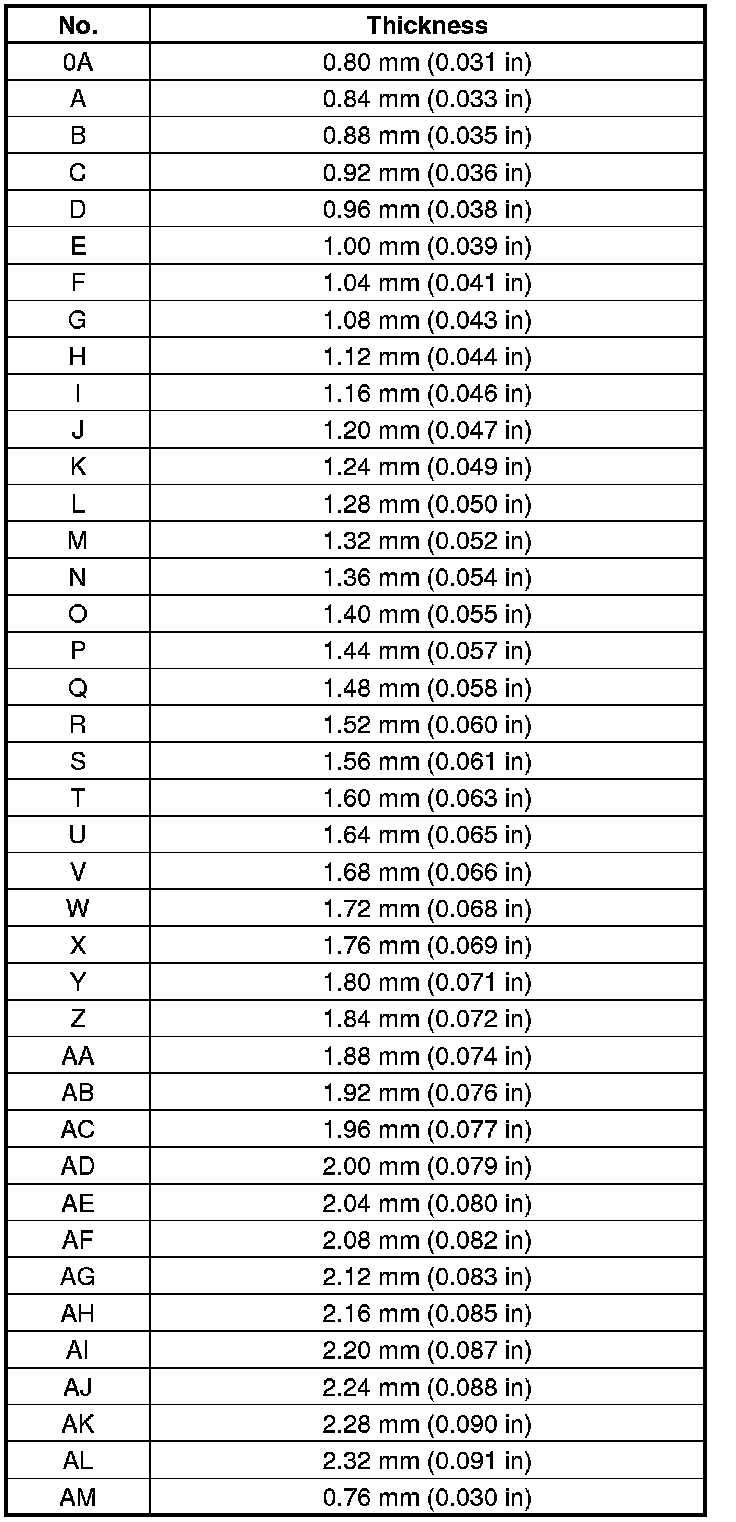 No. Thickness
0A 0.80 mm (0.031 in)
A 0.84 mm (0.033 in)
B 0.88 mm (0.035 in)
C 0.92 mm (0.036 in)
D 0.96 mm (0.038 in)
E 1.00 mm (0.039 in)
F 1.04 mm (0.041 in)
G 1.08 mm (0.043 in)
H 1.12 mm (0.044 in)
I 1.16 mm (0.046 in)
J 1.20 mm (0.047 in)
K 1.24 mm (0.049 in)
L 1.28 mm (0.050 in)
M 1.32 mm (0.052 in)
N 1.36 mm (0.054 in)
O 1.40 mm (0.055 in)
P 1.44 mm (0.057 in)
Q 1.48 mm (0.058 in)
R 1.52 mm (0.060 in)
S 1.56 mm (0.061 in)
T 1.60 mm (0.063 in)
U 1.64 mm (0.065 in)
V 1.68 mm (0.066 in)
W 1.72 mm (0.068 in)
X 1.76 mm (0.069 in)
Y 1.80 mm (0.071 in)
Z 1.84 mm (0.072 in)
AA 1.88 mm (0.074 in)
AB 1.92 mm (0.076 in)
AC 1.96 mm (0.077 in)
AD 2.00 mm (0.079 in)
AE 2.04 mm (0.080 in)
AF 2.08 mm (0.082 in)
AG 2.12 mm (0.083 in)
AH 2.16 mm (0.085 in)
AI 2.20 mm (0.087 in)
AJ 2.24 mm (0.088 in)
AK 2.28 mm (0.090 in)
AL 2.32 mm (0.091 in)
AM 0.76 mm (0.030 in)